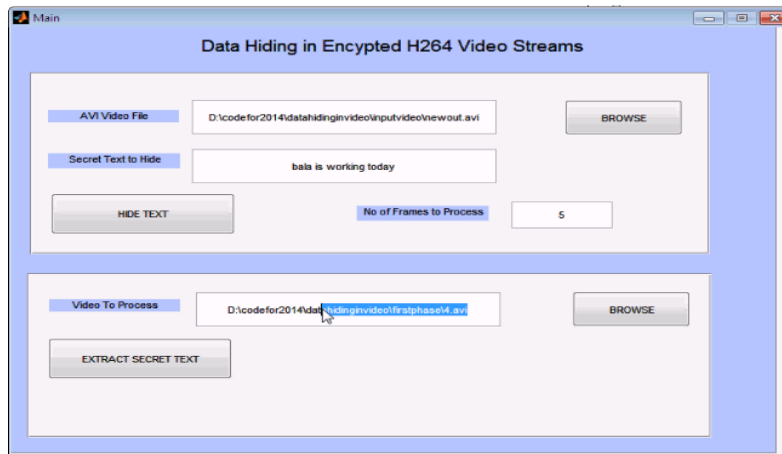 Main
Data Hiding in Encypted H264 Video Streams
AVI Video File
D:\codefor2014\datahidinginvideo\inputvideo\newout.avi
BROWSE
Secret Text to Hide
bala is working today
HIDE TEXT
No of Frames to Process
5
Video To Process
D:\codefor2014\datahidinginvideo\firstphase\4.avi
BROWSE
EXTRACT SECRET TEXT